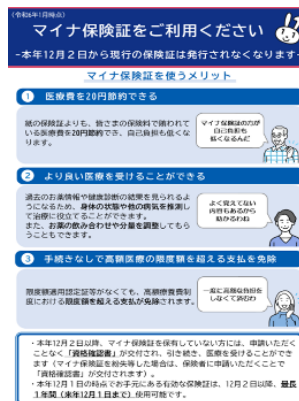 (令和6年1月時点)
マイナ保険証をご利用ください
-本年12月2日から現行の保険証は発行されなくなります-
マイナ保険証を使うメリット
1 医療費を20円節約できる
紙の保険証よりも、皆さまの保険料で賄われて
いる医療費を20円節約でき、自己負担も低くな
ります。
マイナ保険証の方が
自己負担も
低くなるんだ
2 より良い医療を受けることができる
過去のお薬情報や健康診断の結果を見られるよ
うになるため、身体の状態や他の病気を推測し
て治療に役立てることができます。
また、お薬の飲み合わせや分量を調整してもら
うこともできます。
よく覚えてない
内容もあるから
助かるわね
3 手続きなしで高額医療の限度額を超える支払を免除
限度額適用認定証等がなくても、高額療養費制
度における限度額を超える支払が免除されます。
一度に高額な負担を
しなくて済むわ
・本年12月2日以降、マイナ保険証を保有していない方には、申請いただく
ことなく「資格確認書」が交付され、引き続き、医療を受けることができ
ます（マイナ保険証を紛失等した場合は、保険者に申請いただくことで
「資格確認書」が交付されます）。
・本年12月1日の時点でお手元にある有効な保険証は、12月2日以降、最長
１年間（来年12月１日まで）使用可能です。